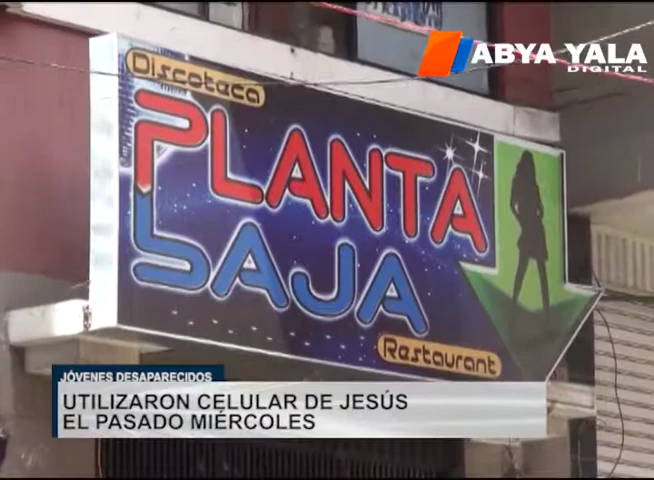 ABYA YALA
DIGITAL
Discoteca
PLANTA
BAJA
Restaurant
JÓVENES DESAPARECIDOS
UTILIZARON CELULAR DE JESÚS
EL PASADO MIÉRCOLES